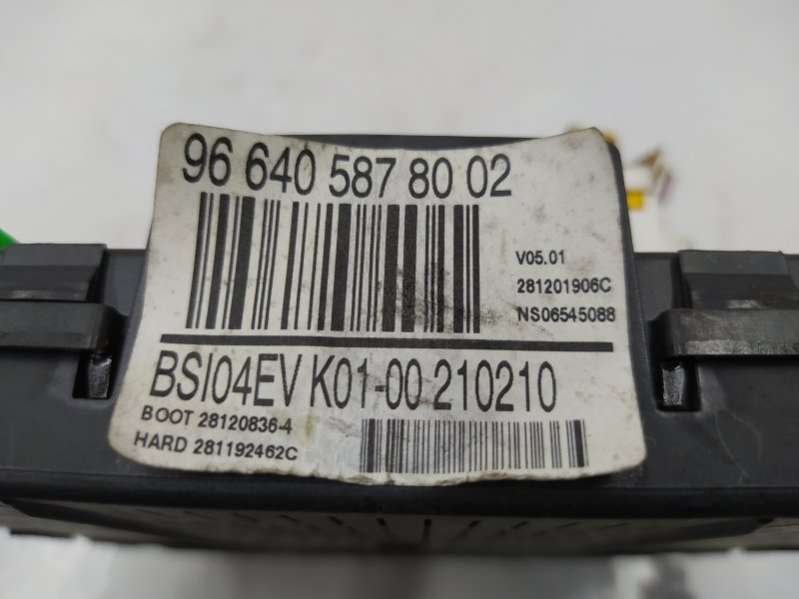 96 640 587 80 02
V05.01
281201906C
NS06545088
BSI04EV K01-00 210210
BOOT 28120836-4
HARD 281192462C